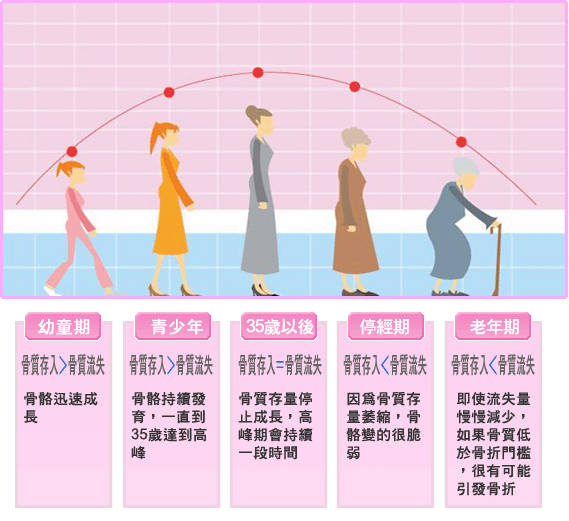 幼童期
骨質存入>骨質流失
骨骼迅速成
長
青少年
骨質存入>骨質流失
骨骼持續發
育，一直到
35歲達到高
峰
35歲以後
骨質存入=骨質流失
骨質存量停
止成長，高
峰期會持續
一段時間
停經期
骨質存入<骨質流失
因為骨質存
量萎縮，骨
骼變的很脆
弱
老年期
骨質存入<骨質流失
即使流失量
慢慢減少，
如果骨質低
於骨折門檻
，很有可能
引發骨折